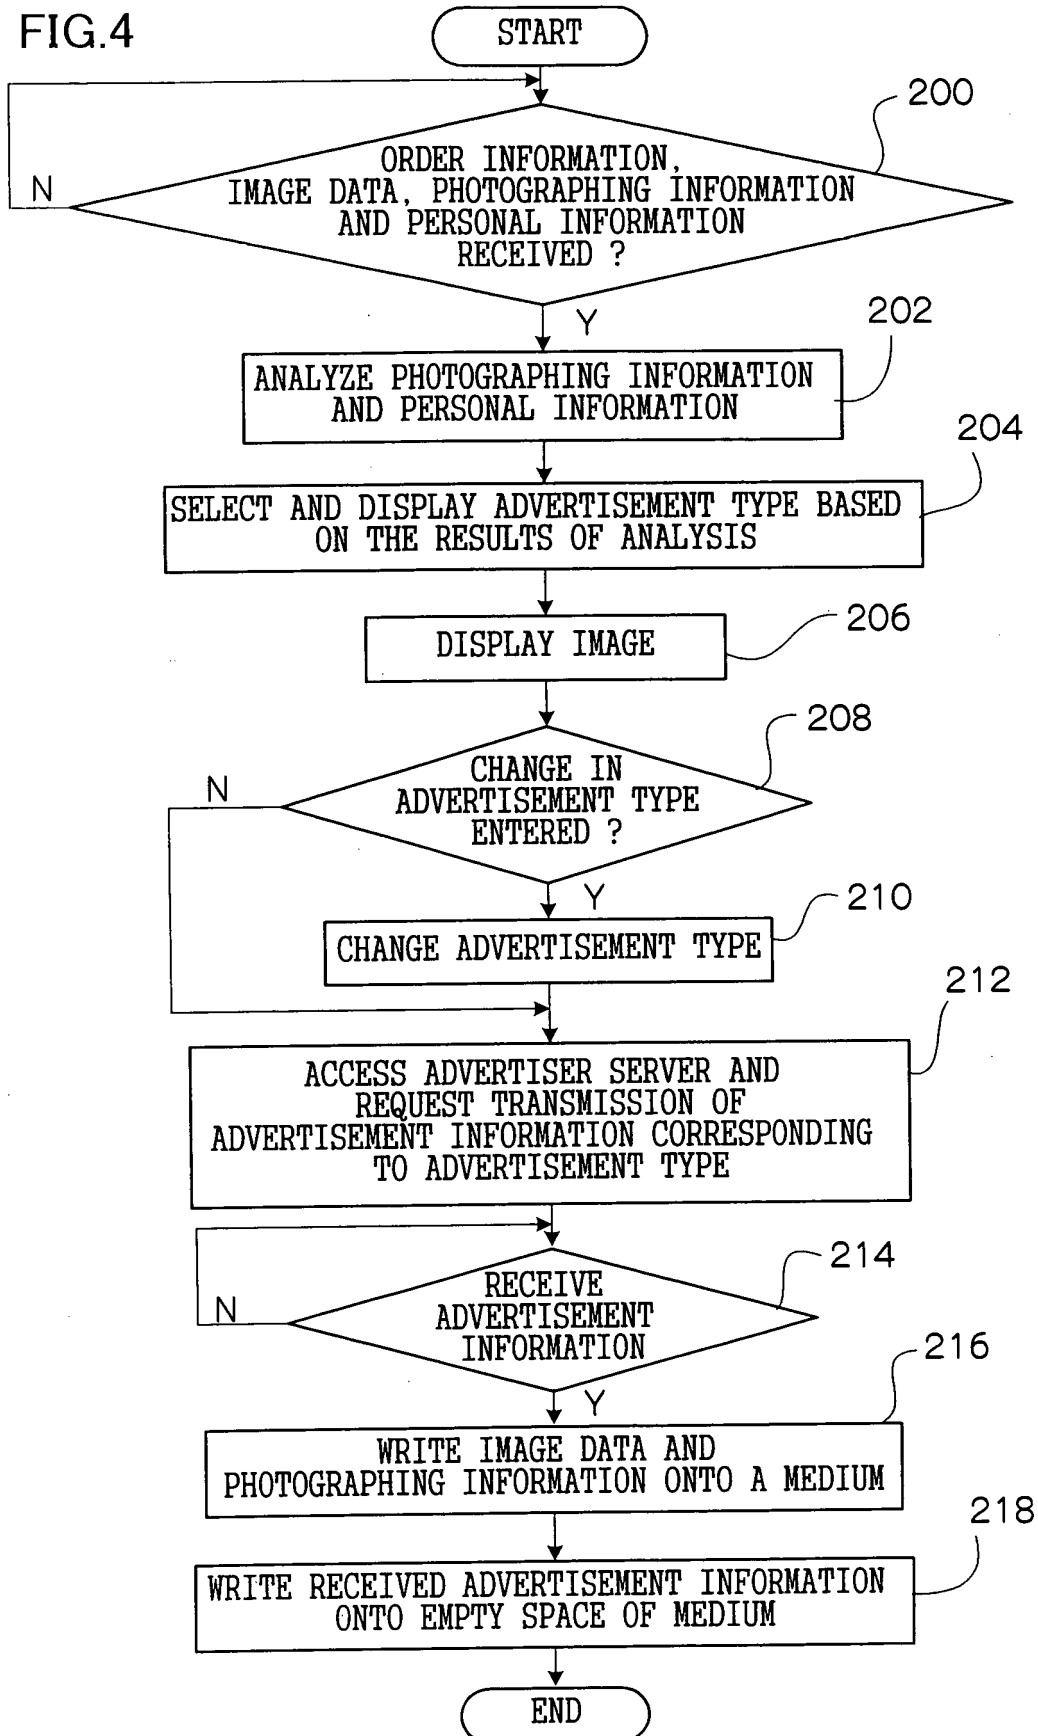 FIG.4
START
200
ORDER INFORMATION,
IMAGE DATA, PHOTOGRAPHING INFORMATION
AND PERSONAL INFORMATION
RECEIVED ?
N
Y
202
ANALYZE PHOTOGRAPHING INFORMATION
AND PERSONAL INFORMATION
204
SELECT AND DISPLAY ADVERTISEMENT TYPE BASED
ON THE RESULTS OF ANALYSIS
206
DISPLAY IMAGE
208
CHANGE IN
ADVERTISEMENT TYPE
ENTERED ?
N
Y
210
CHANGE ADVERTISEMENT TYPE
212
ACCESS ADVERTISER SERVER AND
REQUEST TRANSMISSION OF
ADVERTISEMENT INFORMATION CORRESPONDING
TO ADVERTISEMENT TYPE
214
RECEIVE
ADVERTISEMENT
INFORMATION
N
Y
216
WRITE IMAGE DATA AND
PHOTOGRAPHING INFORMATION ONTO A MEDIUM
218
WRITE RECEIVED ADVERTISEMENT INFORMATION
ONTO EMPTY SPACE OF MEDIUM
END